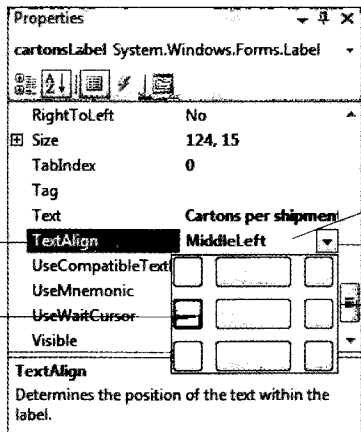 Properties
cartonsLabel System.Windows.Forms.Label
RightToLeft No
Size 124, 15
TabIndex 0
Tag
Text Cartons per shipment
TextAlign MiddleLeft
UseCompatibleText
UseMnemonic
UseWaitCursor
Visible
TextAlign
Determines the position of the text within the
label.